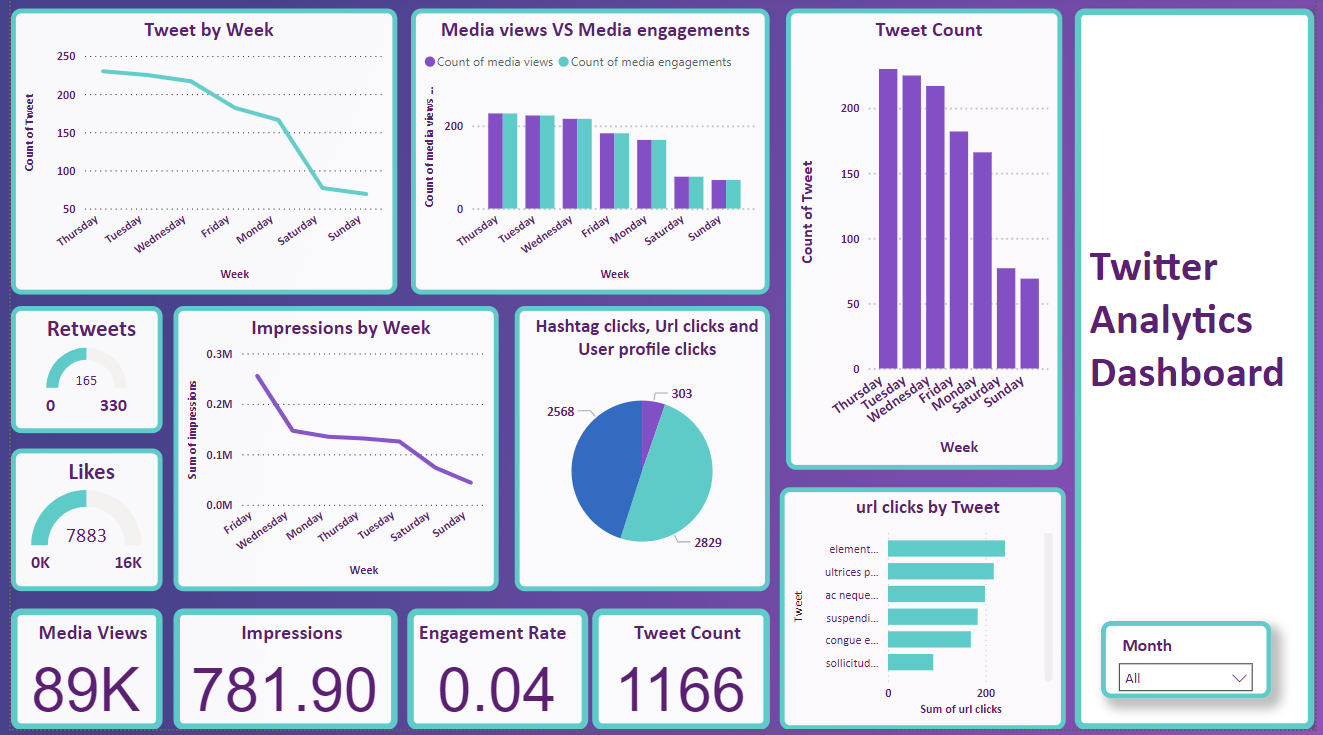 Tweet by Week
250
200
150
100
50
Count of Tweet
Thursday
Tuesday
Wednesday
Friday
Monday
Saturday
Sunday
Week
Media views VS Media engagements
Count of media views Count of media engagements
Count of media views ...
200
0
Thursday
Tuesday
Wednesday
Friday
Monday
Saturday
Sunday
Week
Tweet Count
200
150
100
50
0
Count of Tweet
Thursday
Tuesday
Wednesday
Friday
Monday
Saturday
Sunday
Week
Twitter
Analytics
Dashboard
Retweets
165
0 330
Likes
7883
0K 16K
Impressions by Week
0.3M
0.2M
0.1M
0.0M
Sum of impressions
Friday
Wednesday
Monday
Thursday
Tuesday
Saturday
Sunday
Week
Hashtag clicks, Url clicks and
User profile clicks
303
2568
2829
url clicks by Tweet
Tweet
element...
ultrices p...
ac neque...
suspendi...
congue e...
sollicitud...
0 200
Sum of url clicks
Media Views
89K
Impressions
781.90
Engagement Rate
0.04
Tweet Count
1166
Month
All